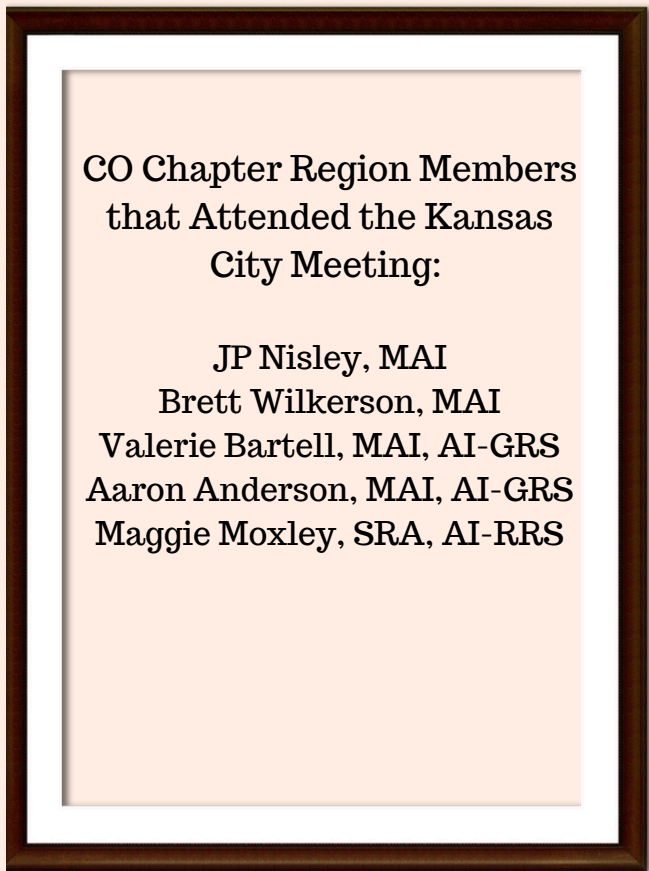 CO Chapter Region Members
that Attended the Kansas
City Meeting:
JP Nisley, MAI
Brett Wilkerson, MAI
Valerie Bartell, MAI, AI-GRS
Aaron Anderson, MAI, AI-GRS
Maggie Moxley, SRA, AI-RRS